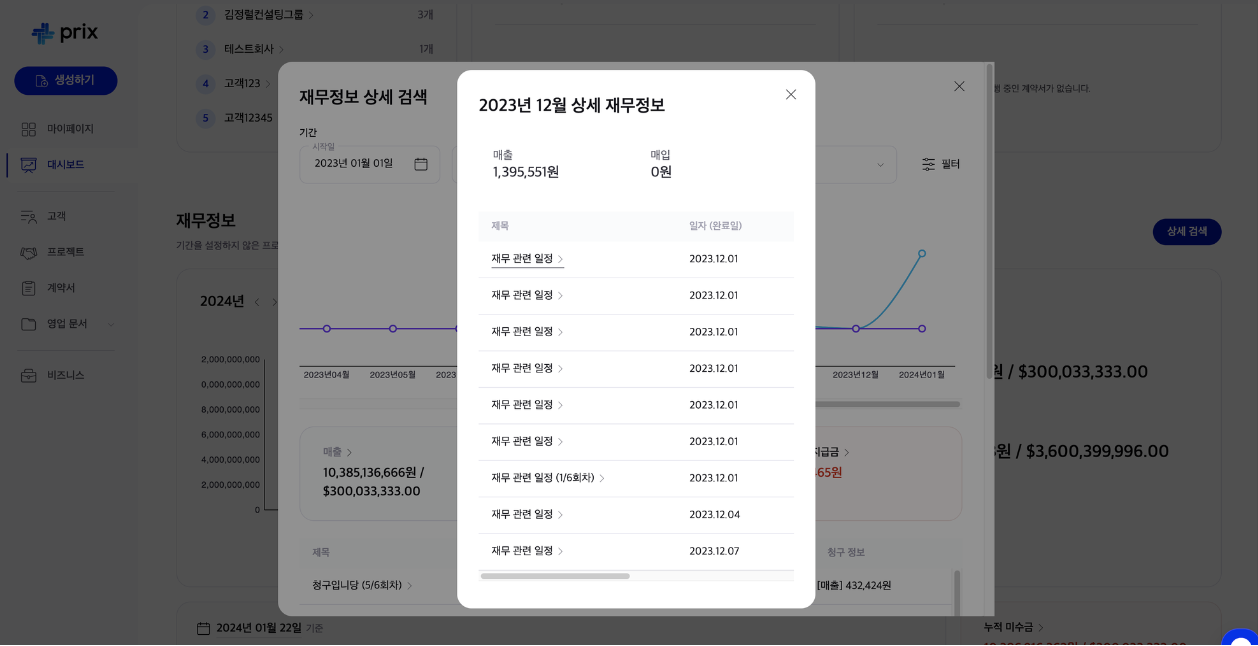 prix
생성하기
마이페이지
대시보드
고객
프로젝트
계약서
영업 문서
비즈니스
2 김정렬컨설팅그룹 3개
3 테스트회사 1개
4 고객123
5 고객12345
행 중인 계약서가 없습니다.
재무정보
기간을 설정하지 않은 프로
상세 검색
2024년
2,000,000,000
0,000,000,000
8,000,000,000
6,000,000,000
4,000,000,000
2,000,000,000
0
원 / $300,033,333.00
원 / $3,600,399,996.00
2024년 01월 22일 기준
누적 미수금
재무정보 상세 검색
기간
시작일
2023년 01월 01일
필터
2023년04월 2023년05월 2023 2023년12월 2024년01월
매출
10,385,136,666원 /
$300,033,333.00
지급금
465원
제목 청구 정보
청구입니당 (5/6회차) [매출] 432,424원
2023년 12월 상세 재무정보
매출 매입
1,395,551원 0원
제목 일자 (완료일)
재무 관련 일정 2023.12.01
재무 관련 일정 2023.12.01
재무 관련 일정 2023.12.01
재무 관련 일정 2023.12.01
재무 관련 일정 2023.12.01
재무 관련 일정 2023.12.01
재무 관련 일정 (1/6회차) 2023.12.01
재무 관련 일정 2023.12.04
재무 관련 일정 2023.12.07